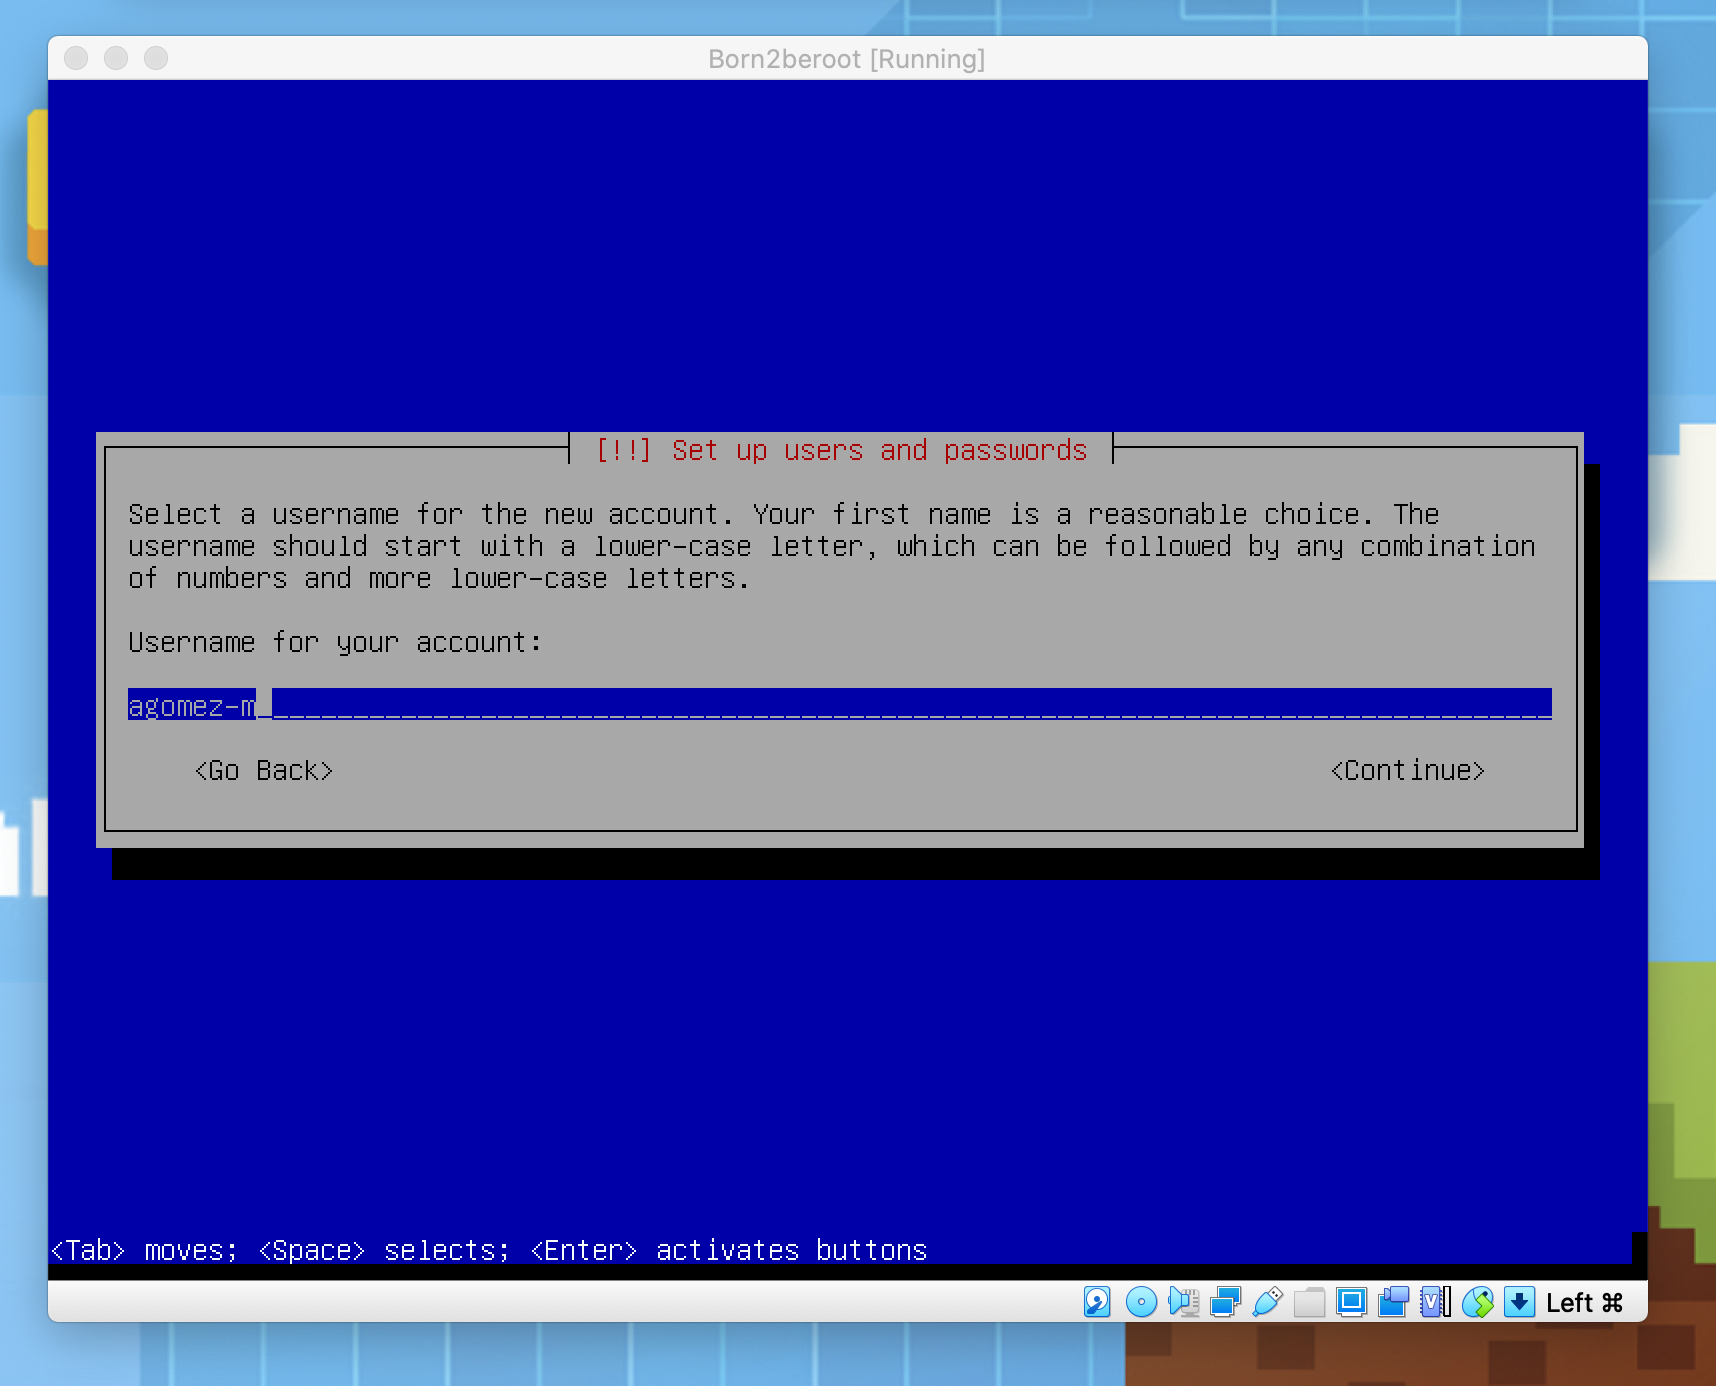 Born2beroot [Running]
[!!] Set up users and passwords
Select a username for the new account. Your first name is a reasonable choice. The
username should start with a lower-case letter, which can be followed by any combination
of numbers and more lower-case letters.
Username for your account:
agomez-m
<Go Back> <Continue>
<Tab> moves; <Space> selects; <Enter> activates buttons
Left ⌘